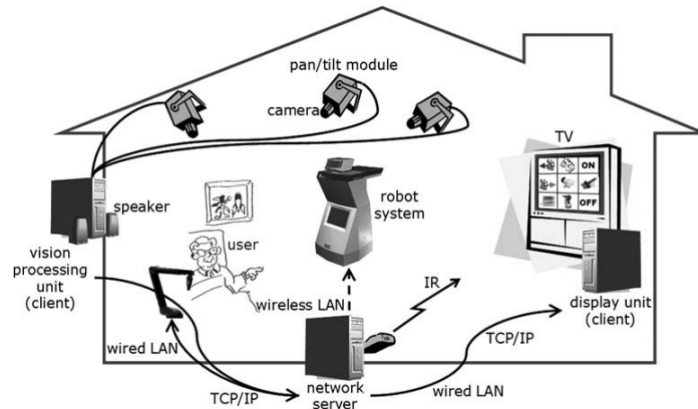 pan/tilt module
camera
TV
ON
OFF
speaker
robot
system
user
vision
processing
unit
(client)
wireless LAN
IR
display unit
(client)
wired LAN
TCP/IP
TCP/IP
network
server
wired LAN